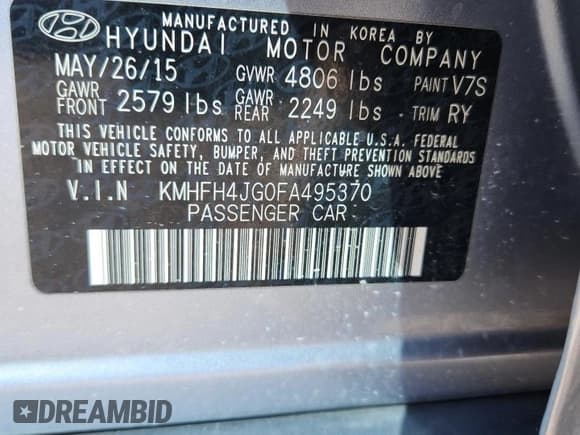 MANUFACTURED IN KOREA BY
HYUNDAI MOTOR COMPANY
MAY/26/15 GVWR 4806 lbs PAINT V7S
GAWR FRONT 2579 lbs GAWR REAR 2249 lbs TRIM RY
THIS VEHICLE CONFORMS TO ALL APPLICABLE U.S.A. FEDERAL
MOTOR VEHICLE SAFETY, BUMPER, AND THEFT PREVENTION STANDARDS
IN EFFECT ON THE DATE OF MANUFACTURE SHOWN ABOVE
V.I.N KMHFH4JG0FA495370
PASSENGER CAR
DREAMBID